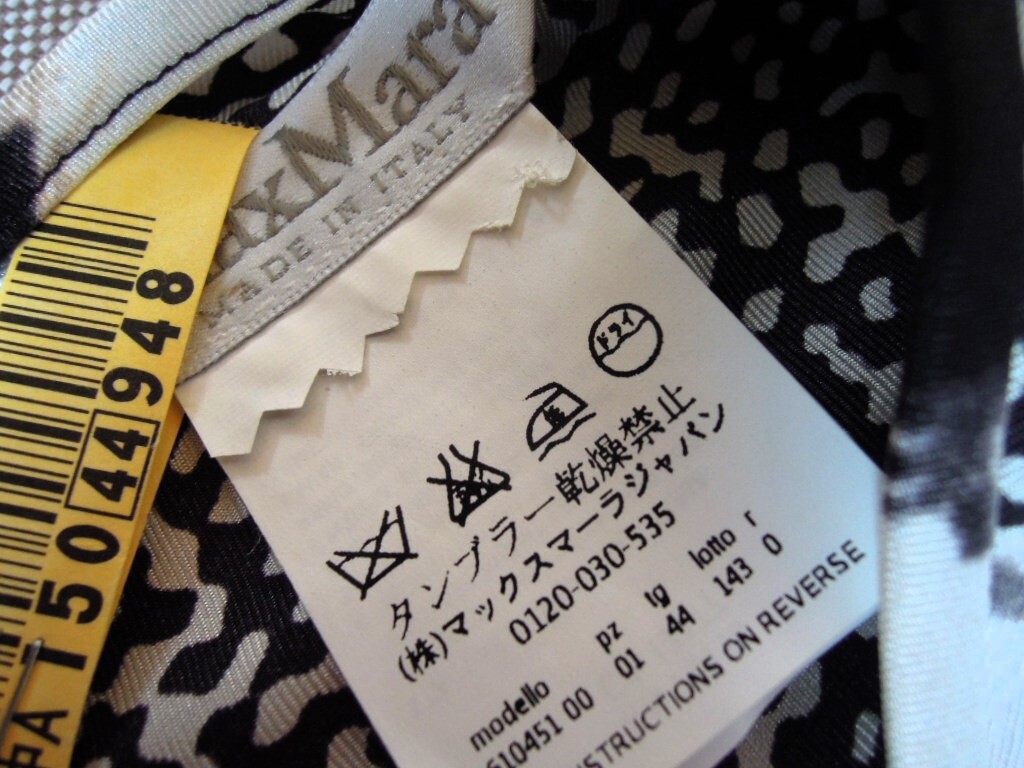 Mara
MADE IN ITALY
150 44 948
ドライ
タンブラー乾燥禁止
(株)マックスマーラジャパン
0120-030-535
modello pz tg lotto r
610451 00 01 44 143 0
INSTRUCTIONS ON REVERSE